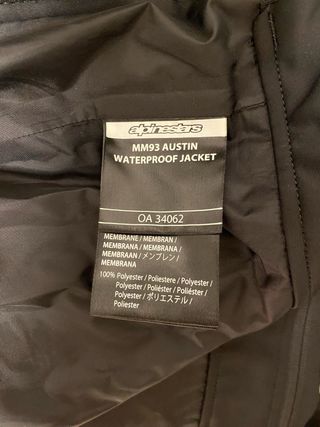 alpinestars
MM93 AUSTIN
WATERPROOF JACKET
OA 34062
MEMBRANE / MEMBRAN /
MEMBRANA / MEMBRANA /
MEMBRAAN / メンブレン /
MEMBRANA
100% Polyester / Poliestere / Polyester /
Polyester / Poliéster / Poliéster /
Polyester / ポリエステル /
Poliester